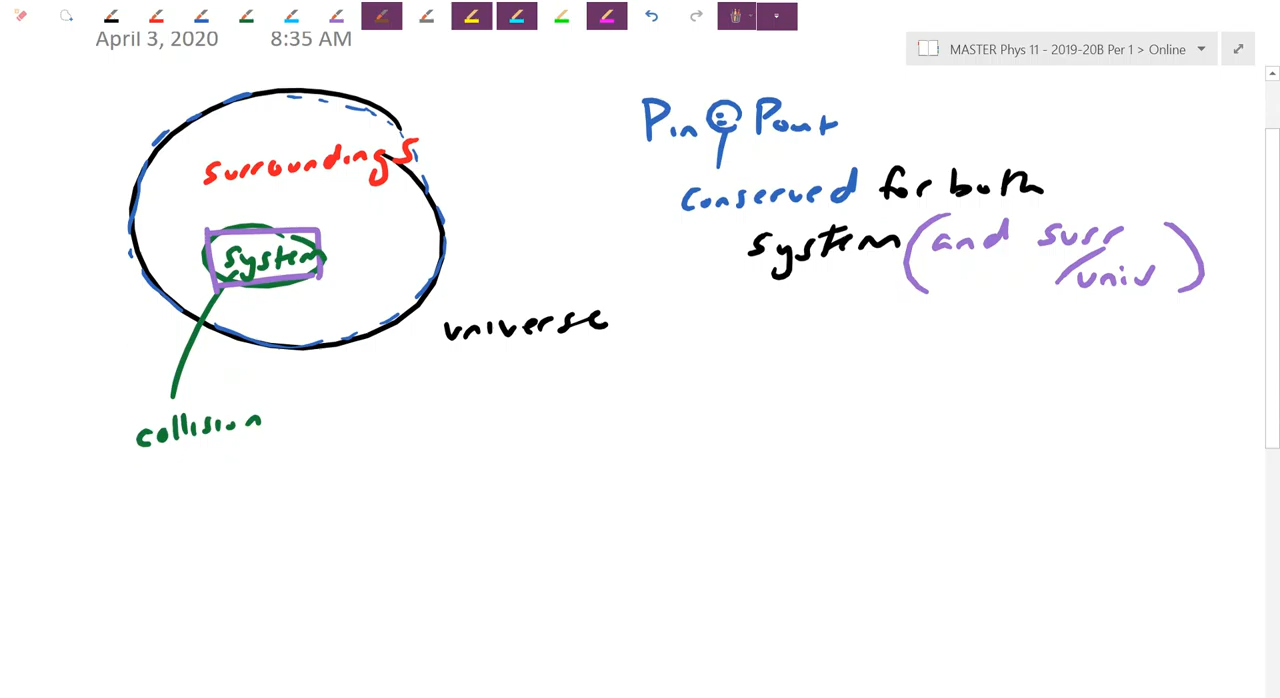 April 3, 2020 8:35 AM
MASTER Phys 11 - 2019-20B Per 1 > Online
surroundings
system
universe
collision
Pin = Pout
conserved for both
system (and surr
/univ)